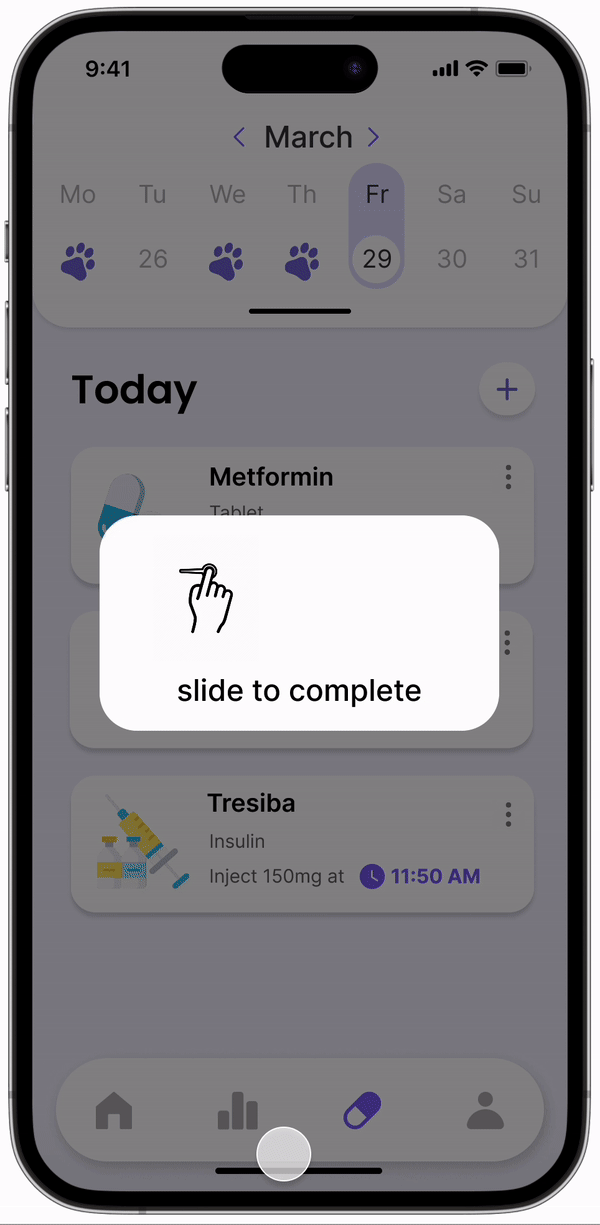 9:41
March
Mo Tu We Th Fr Sa Su
26 29 30 31
Today
Metformin
Tablet
slide to complete
Tresiba
Insulin
Inject 150mg at 11:50 AM